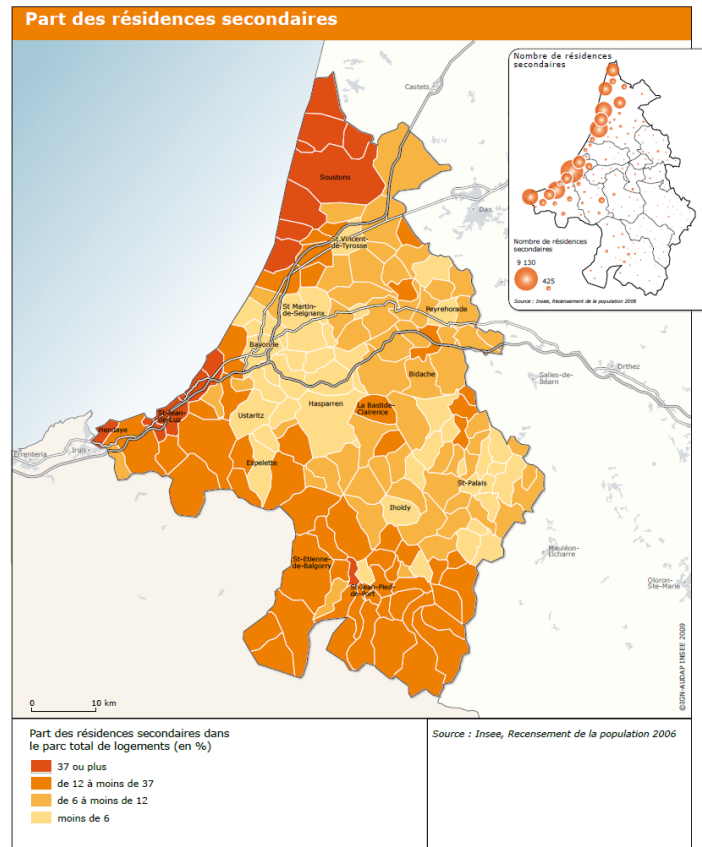 Part des résidences secondaires
Nombre de résidences
secondaires
Nombre de résidences
secondaires
9 130
425
Source : Insee, Recensement de la population 2006
Castets
Soustons
Dax
St Vincent-
de-Tyrosse
St Martin-
de-Seignanx
Peyrehorade
Bayonne
Orthez
Salies-de-
Béarn
Bidache
Hasparren
La Bastide-
Clairence
St-Jean-
de-Luz
Ustaritz
Hendaye
Irun
Errenteria
Espelette
St-Palais
Iholdy
Mauléon-
Licharre
St-Etienne-
de-Baïgorry
Oloron-
Ste-Marie
St-Jean-Pied-
de-Port
0 10 km
©IGN-AUDAP INSEE 2009
Part des résidences secondaires dans
le parc total de logements (en %)
37 ou plus
de 12 à moins de 37
de 6 à moins de 12
moins de 6
Source : Insee, Recensement de la population 2006